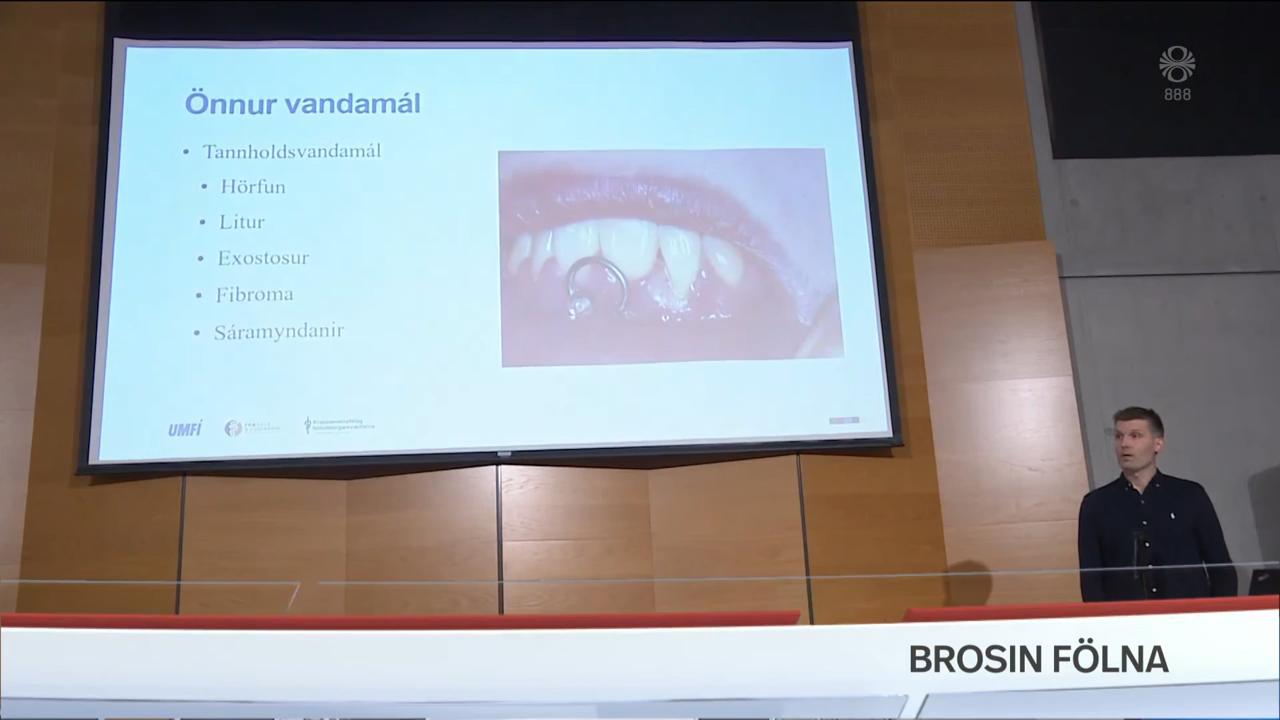 888
Önnur vandamál
• Tannholdsvandamál
• Hörfun
• Litur
• Exostosur
• Fibroma
• Sáramyndanir
UMFÍ
BROSIN FÖLNA